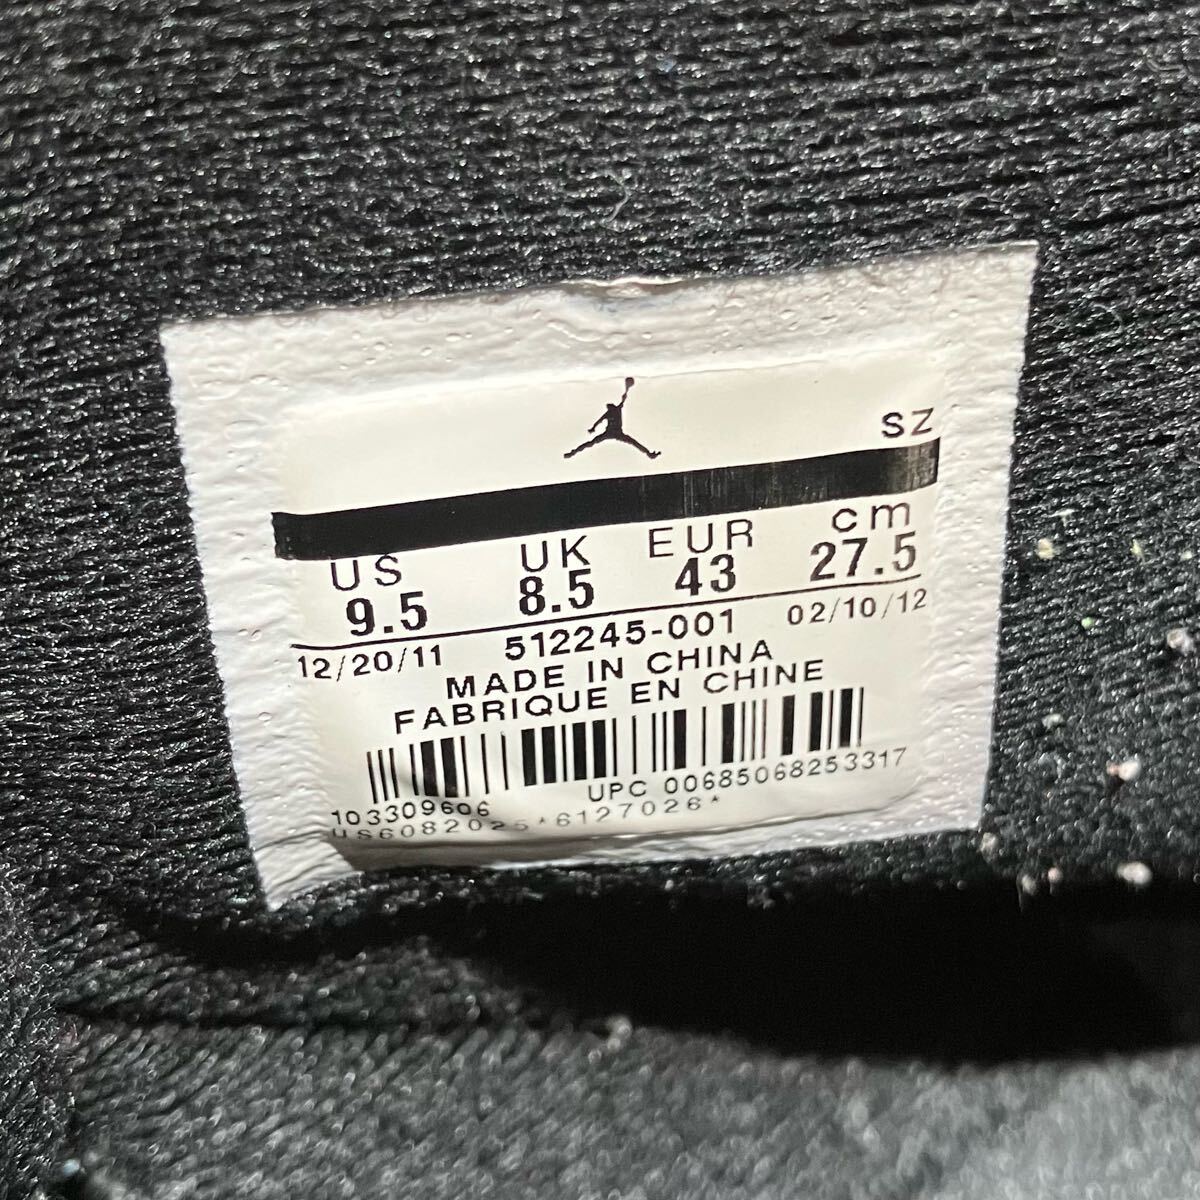 SZ
US UK EUR cm
9.5 8.5 43 27.5
12/20/11 512245-001 02/10/12
MADE IN CHINA
FABRIQUE EN CHINE
UPC 00685068253317
103309606
US6082025*6127026*